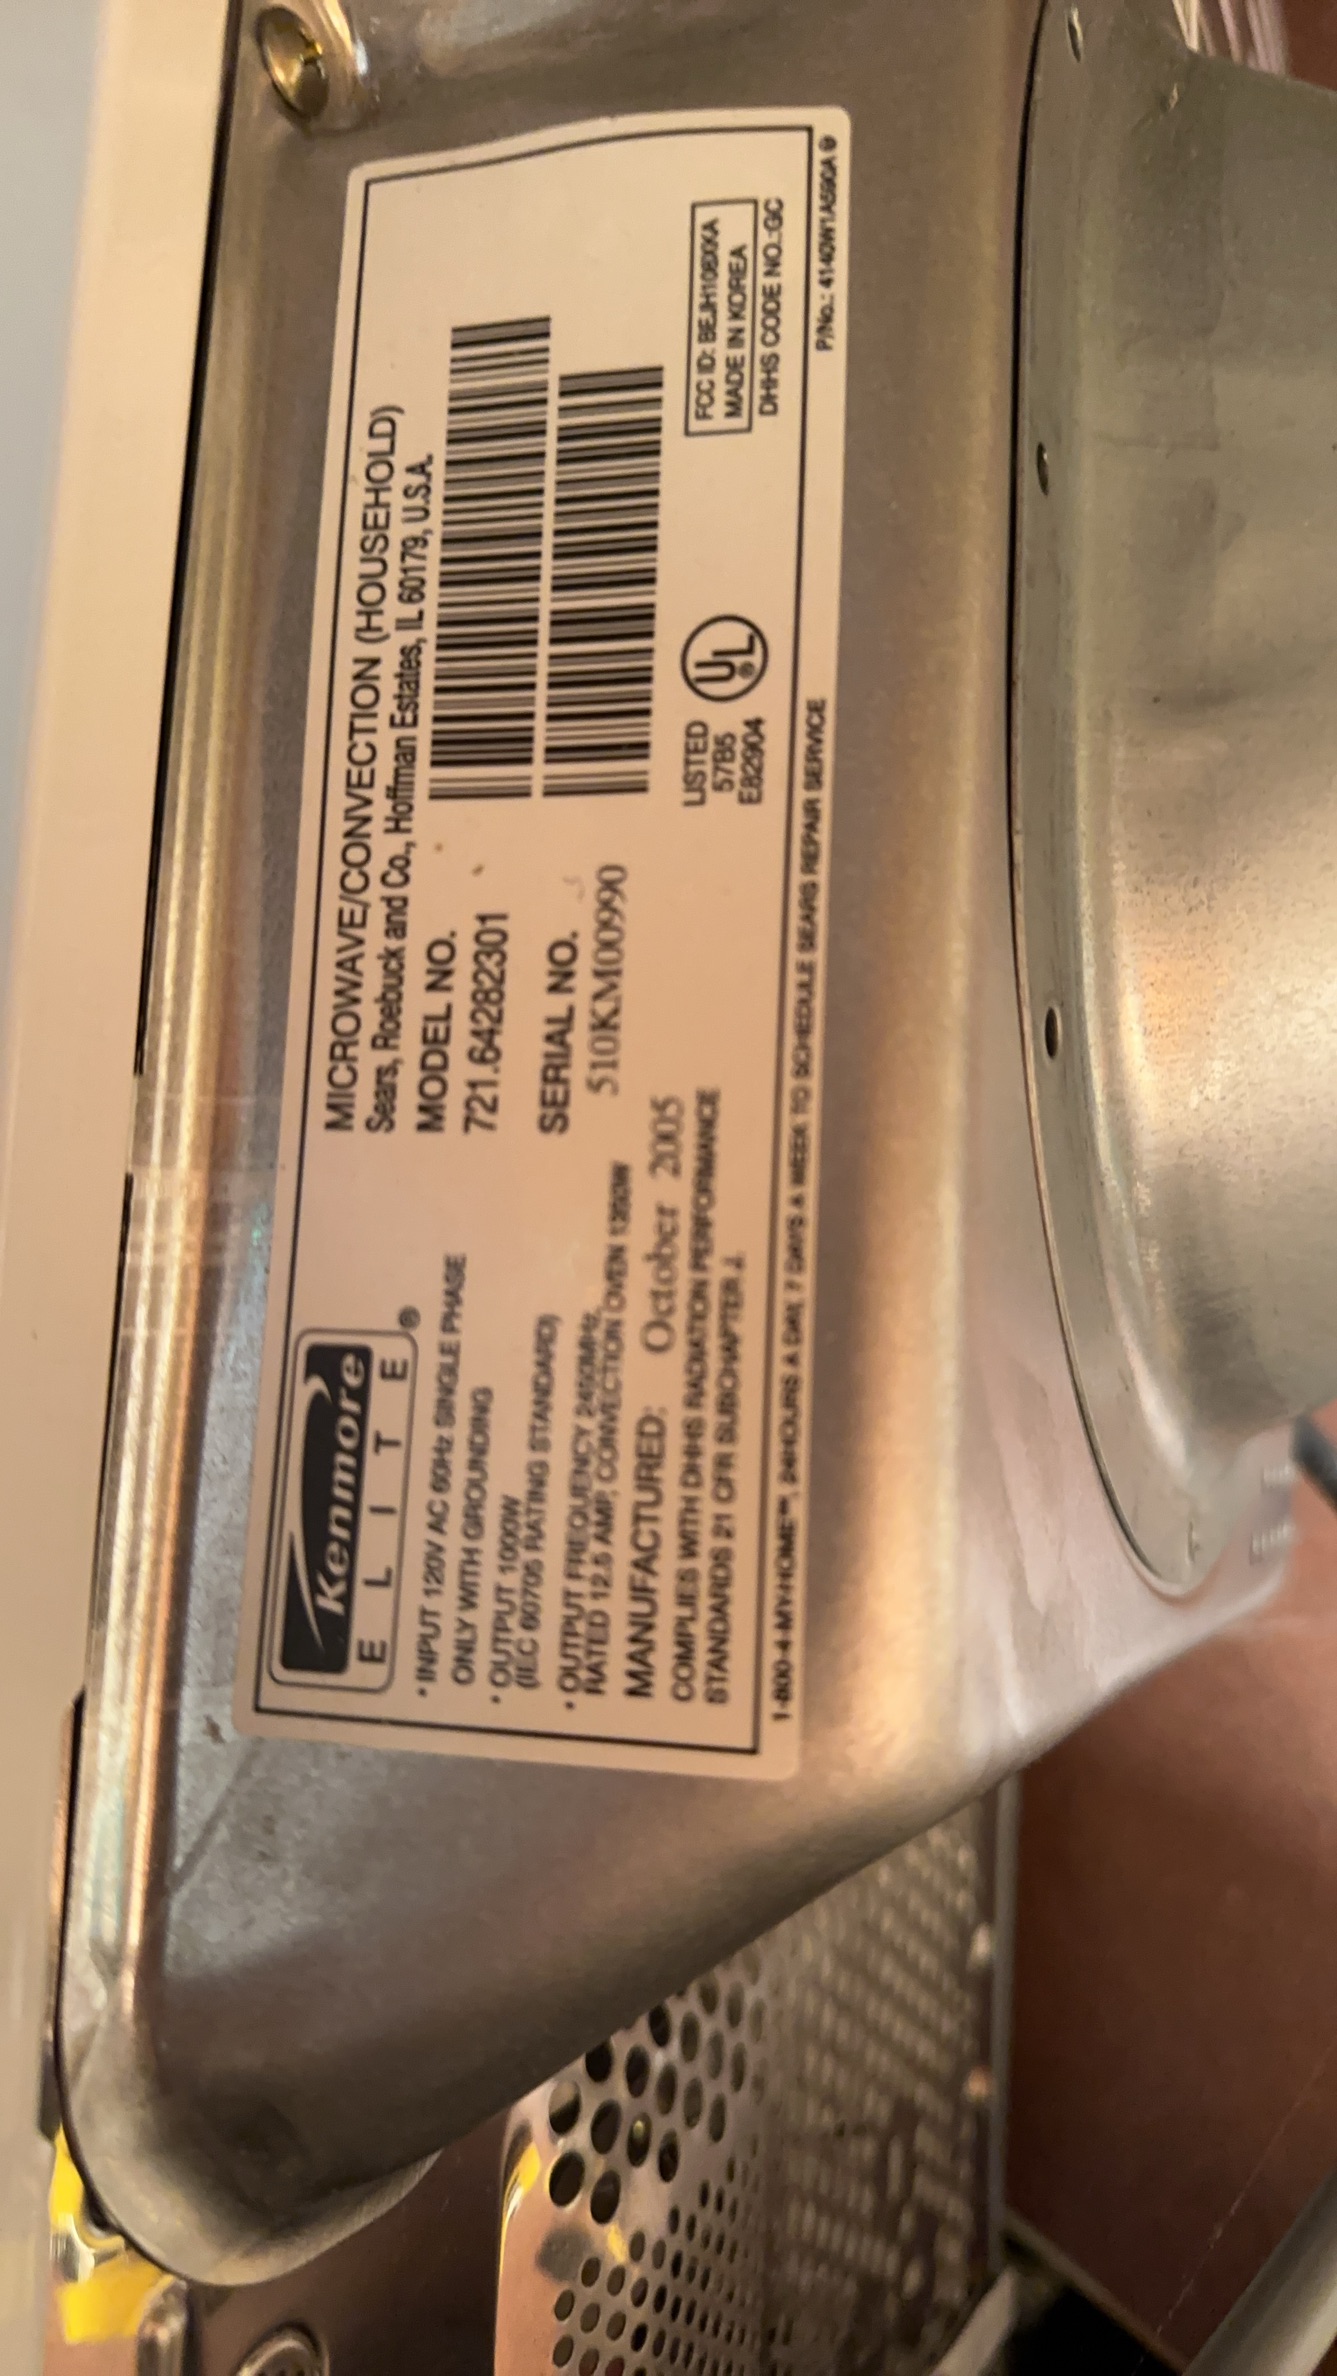 Kenmore
ELITE®
MICROWAVE/CONVECTION (HOUSEHOLD)
Sears, Roebuck and Co., Hoffman Estates, IL 60179, U.S.A.
MODEL NO.
721.64282301
SERIAL NO.
510KM00990
• INPUT 120V AC 60Hz SINGLE PHASE
ONLY WITH GROUNDING
• OUTPUT 1000W
(IEC 60705 RATING STANDARD)
• OUTPUT FREQUENCY 2450MHz,
RATED 12.5 AMP, CONVECTION OVEN
MANUFACTURED: October 2005
COMPLIES WITH DHHS RADIATION PERFORMANCE
STANDARDS 21 CFR SUBCHAPTER J.
LISTED
57B5
E82904
UL®
FCC ID:
MADE IN KOREA
DHHS CODE NO.:GC
1-800-4-MY-HOME℠, 24HOURS A DAY, 7 DAYS A WEEK TO SCHEDULE SEARS REPAIR SERVICE
P/No.: